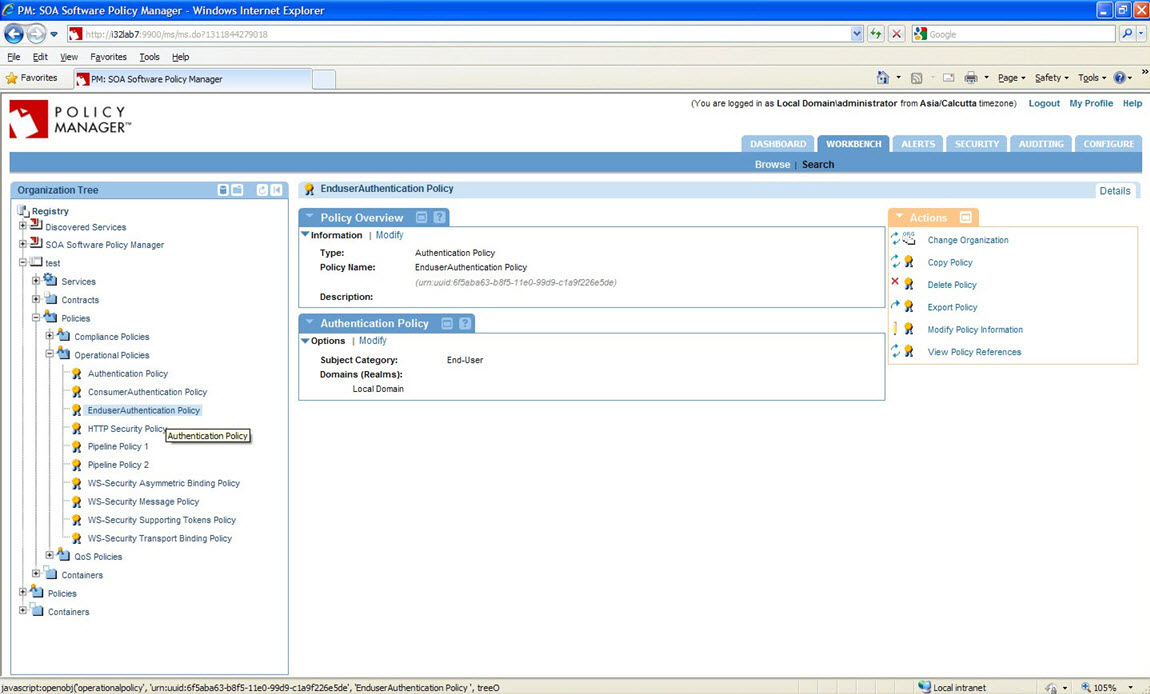 PM: SOA Software Policy Manager - Windows Internet Explorer
http://i32lab7:9900/ms/ms.do?1311844279018
Google
File Edit View Favorites Tools Help
Favorites
PM: SOA Software Policy Manager
Page Safety Tools
POLICY
MANAGER™
(You are logged in as Local Domain\administrator from Asia/Calcutta timezone) Logout My Profile Help
DASHBOARD WORKBENCH ALERTS SECURITY AUDITING CONFIGURE
Browe | Search
Organization Tree
Registry
Discovered Services
SOA Software Policy Manager
test
Services
Contracts
Policies
Compliance Policies
Operational Policies
Authentication Policy
ConsumerAuthentication Policy
EnduserAuthentication Policy
HTTP Security Policy
Authentication Policy
Pipeline Policy 1
Pipeline Policy 2
WS-Security Asymmetric Binding Policy
WS-Security Message Policy
WS-Security Supporting Tokens Policy
WS-Security Transport Binding Policy
QoS Policies
Containers
Policies
Containers
EnduserAuthentication Policy
Details
Policy Overview ?
Information | Modify
Type: Authentication Policy
Policy Name: EnduserAuthentication Policy
(urn:uuid:6f5aba63-b8f5-11e0-99d9-c1a9f226e5de)
Description:
Authentication Policy ?
Options | Modify
Subject Category: End-User
Domains (Realms):
Local Domain
Actions
ORG Change Organization
Copy Policy
Delete Policy
Export Policy
Modify Policy Information
View Policy References
javascript:openobj('operationalpolicy', 'urn:uuid:6f5aba63-b8f5-11e0-99d9-c1a9f226e5de', 'EnduserAuthentication Policy ', treeO
Local intranet
105%